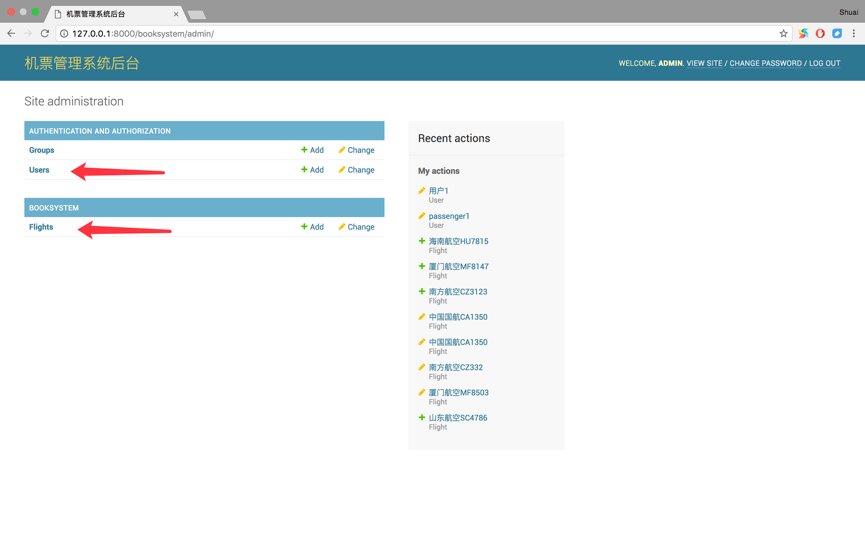 机票管理系统后台
Shuai
127.0.0.1:8000/booksystem/admin/
机票管理系统后台
WELCOME, ADMIN. VIEW SITE / CHANGE PASSWORD / LOG OUT
Site administration
AUTHENTICATION AND AUTHORIZATION
Groups Add Change
Users Add Change
BOOKSYSTEM
Flights Add Change
Recent actions
My actions
用户1
User
passenger1
User
海南航空HU7815
Flight
厦门航空MF8147
Flight
南方航空CZ3123
Flight
中国国航CA1350
Flight
中国国航CA1350
Flight
南方航空CZ332
Flight
厦门航空MF8503
Flight
山东航空SC4786
Flight